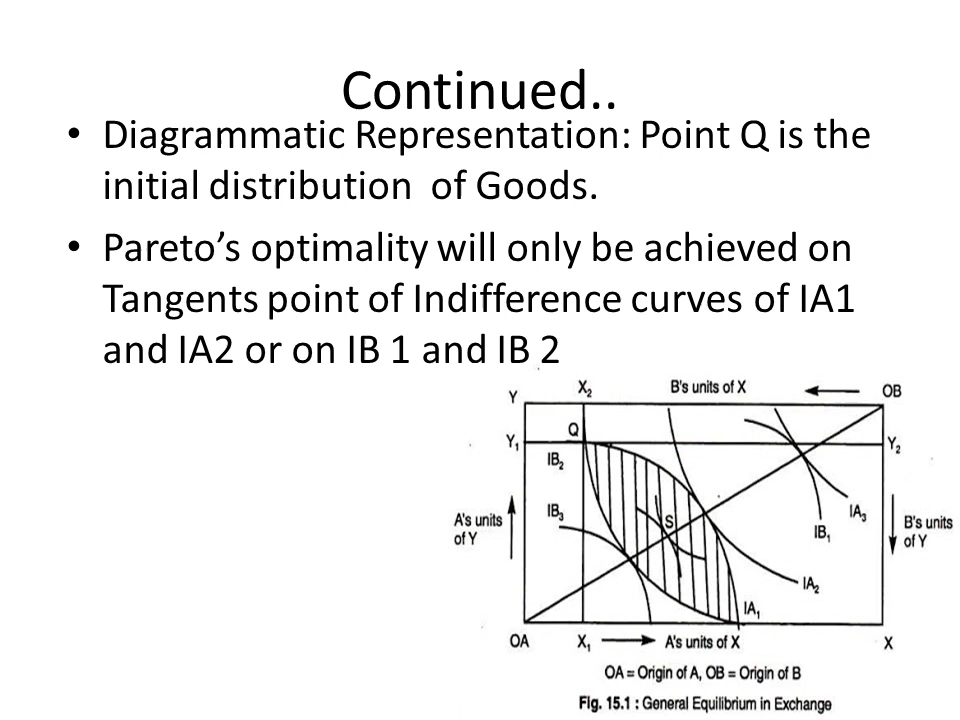 Continued..
• Diagrammatic Representation: Point Q is the
initial distribution of Goods.
• Pareto’s optimality will only be achieved on
Tangents point of Indifference curves of IA1
and IA2 or on IB 1 and IB 2
Y
X₂
B's units of X
OB
Y₁
Q
Y₂
IB₂
IB₃
S
IA₃
IB₁
A's units
of Y
B's units
of Y
IA₂
IA₁
OA
X₁
A's units of X
X
OA = Origin of A, OB = Origin of B
Fig. 15.1 : General Equilibrium in Exchange